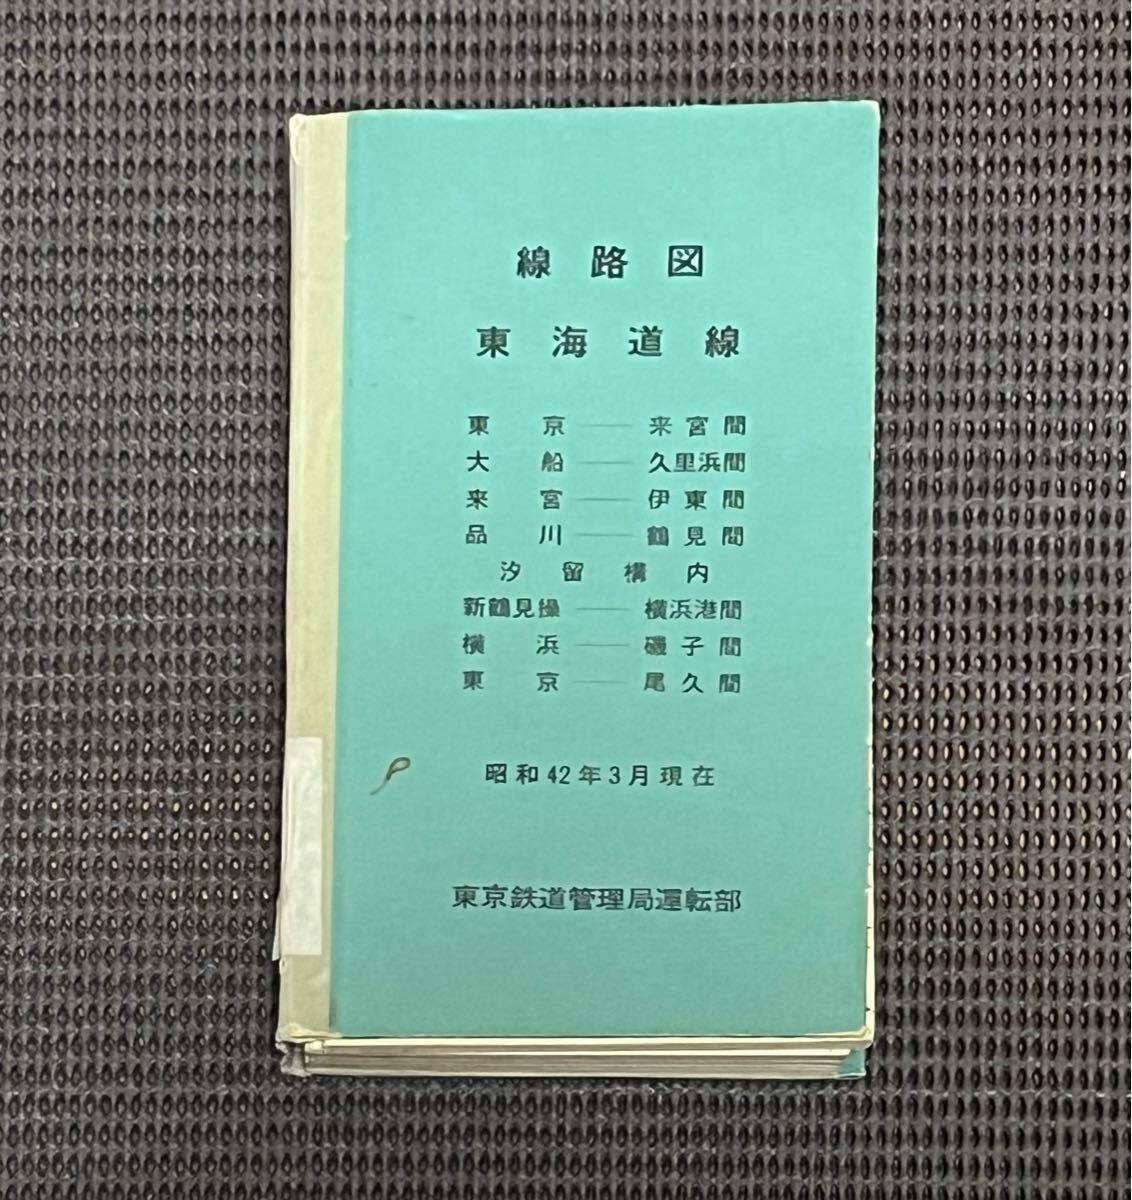 線路図
東海道線
東京――来宮間
大船――久里浜間
来宮――伊東間
品川――鶴見間
汐留構内
新鶴見操――横浜港間
横浜――磯子間
東京――尾久間
昭和42年3月現在
東京鉄道管理局運転部